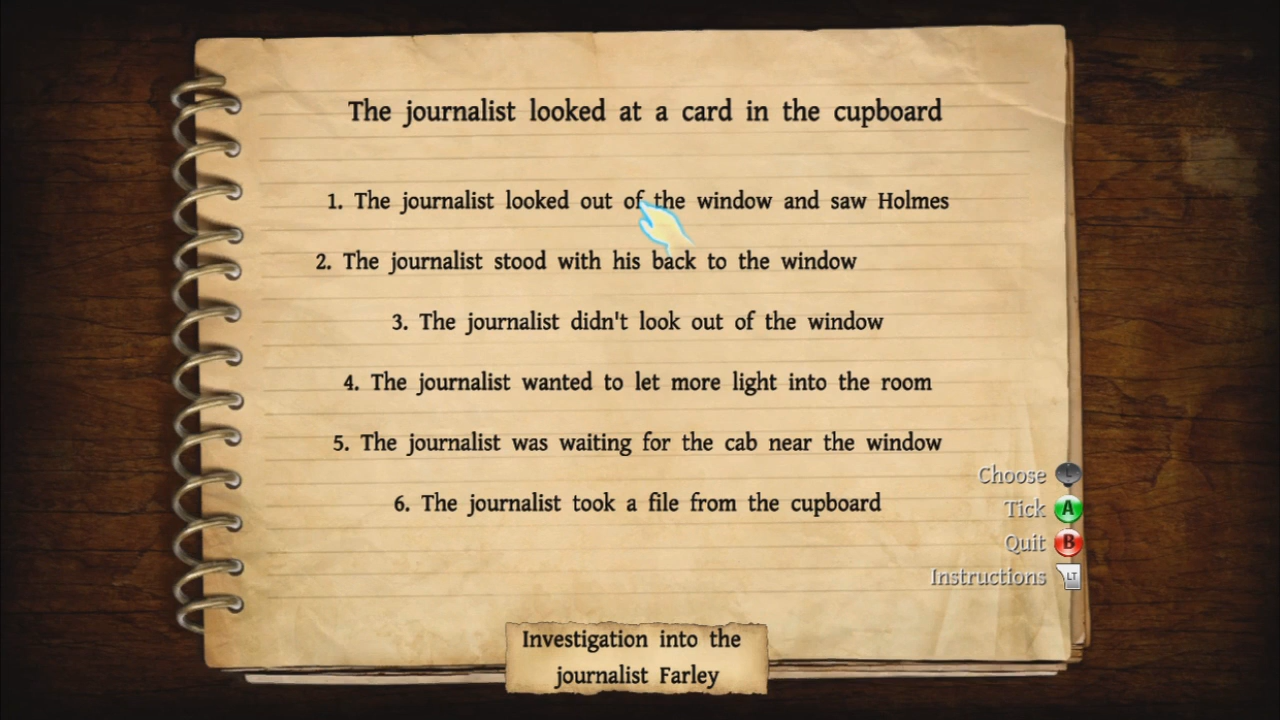 The journalist looked at a card in the cupboard
1. The journalist looked out of the window and saw Holmes
2. The journalist stood with his back to the window
3. The journalist didn't look out of the window
4. The journalist wanted to let more light into the room
5. The journalist was waiting for the cab near the window
6. The journalist took a file from the cupboard
Choose L
Tick A
Quit B
Instructions LT
Investigation into the
journalist Farley